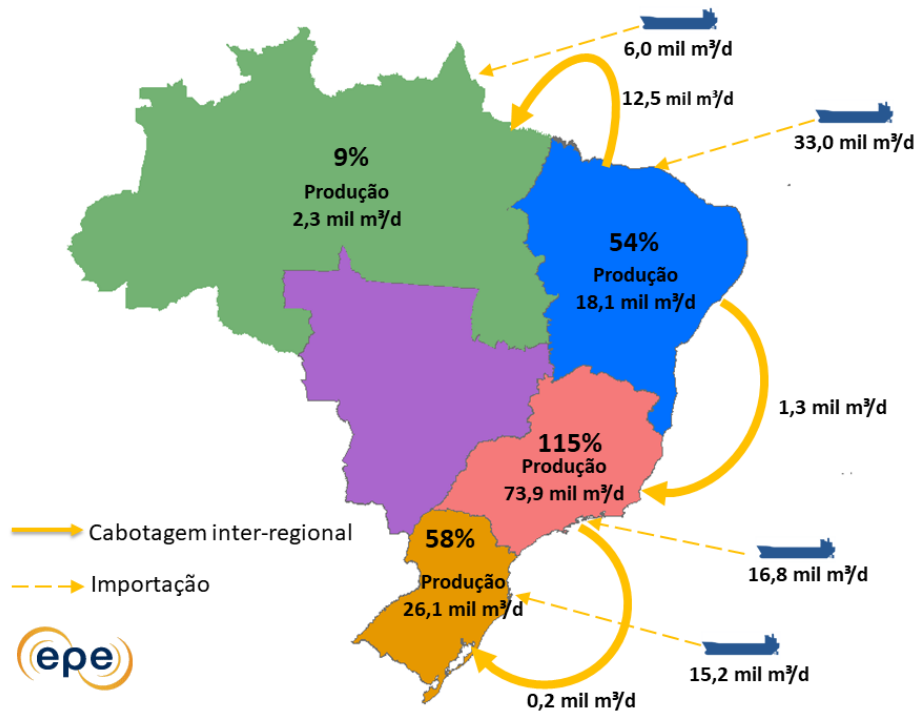 6,0 mil m³/d
12,5 mil m³/d
33,0 mil m³/d
9%
Produção
2,3 mil m³/d
54%
Produção
18,1 mil m³/d
1,3 mil m³/d
115%
Produção
73,9 mil m³/d
Cabotagem inter-regional
58%
16,8 mil m³/d
Importação
Produção
26,1 mil m³/d
epe
15,2 mil m³/d
0,2 mil m³/d